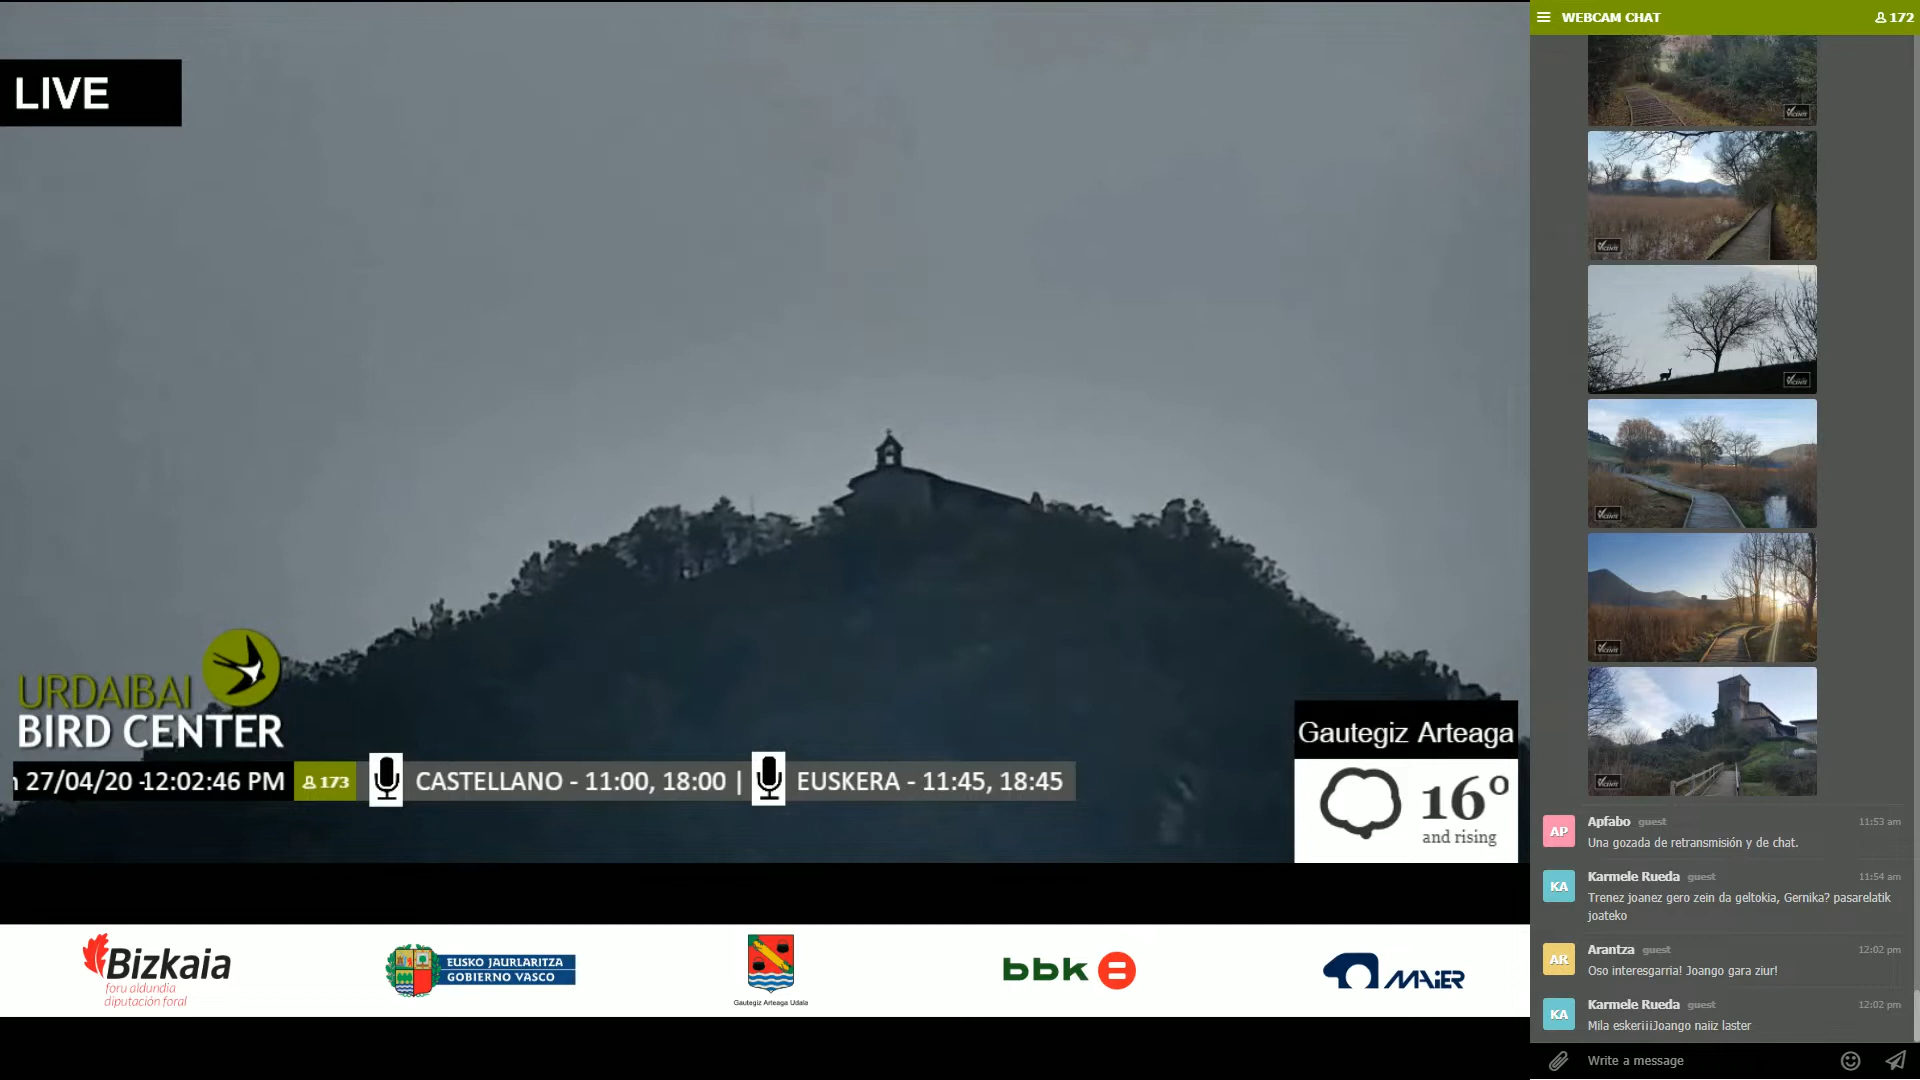 LIVE
URDAIBAI
BIRD CENTER
27/04/20 -12:02:46 PM
173
CASTELLANO - 11:00, 18:00 |
EUSKERA - 11:45, 18:45
Gautegiz Arteaga
16°
and rising
Bizkaia
foru aldundia
diputación foral
EUSKO JAURLARITZA
GOBIERNO VASCO
Gautegiz Arteaga Udala
bbk
MAIER
WEBCAM CHAT
172
AP
Apfabo guest 11:53 am
Una gozada de retransmisión y de chat.
KA
Karmele Rueda guest 11:54 am
Trenez joanez gero zein da geltokia, Gernika? pasarelatik
joateko
AR
Arantza guest 12:02 pm
Oso interesgarria! Joango gara ziur!
KA
Karmele Rueda guest 12:02 pm
Mila eskeriiiJoango naiiz laster
Write a message